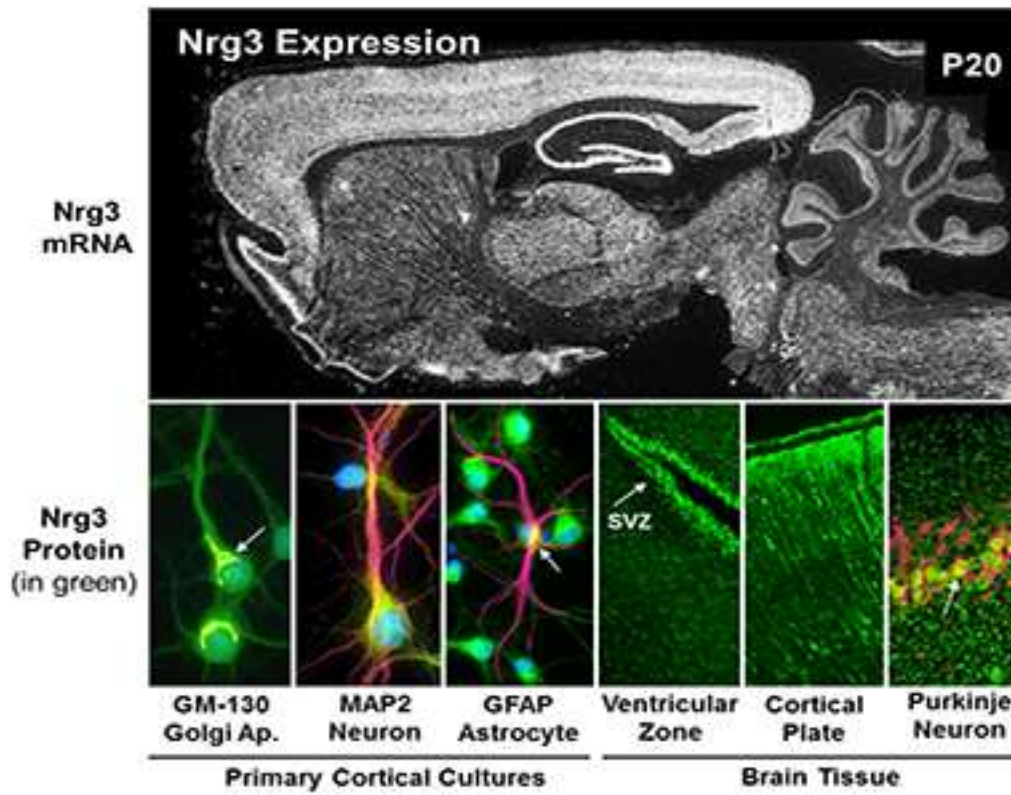 Nrg3 Expression
P20
Nrg3
mRNA
Nrg3
Protein
(in green)
SVZ
GM-130
Golgi Ap.
MAP2
Neuron
GFAP
Astrocyte
Ventricular
Zone
Cortical
Plate
Purkinje
Neuron
Primary Cortical Cultures
Brain Tissue